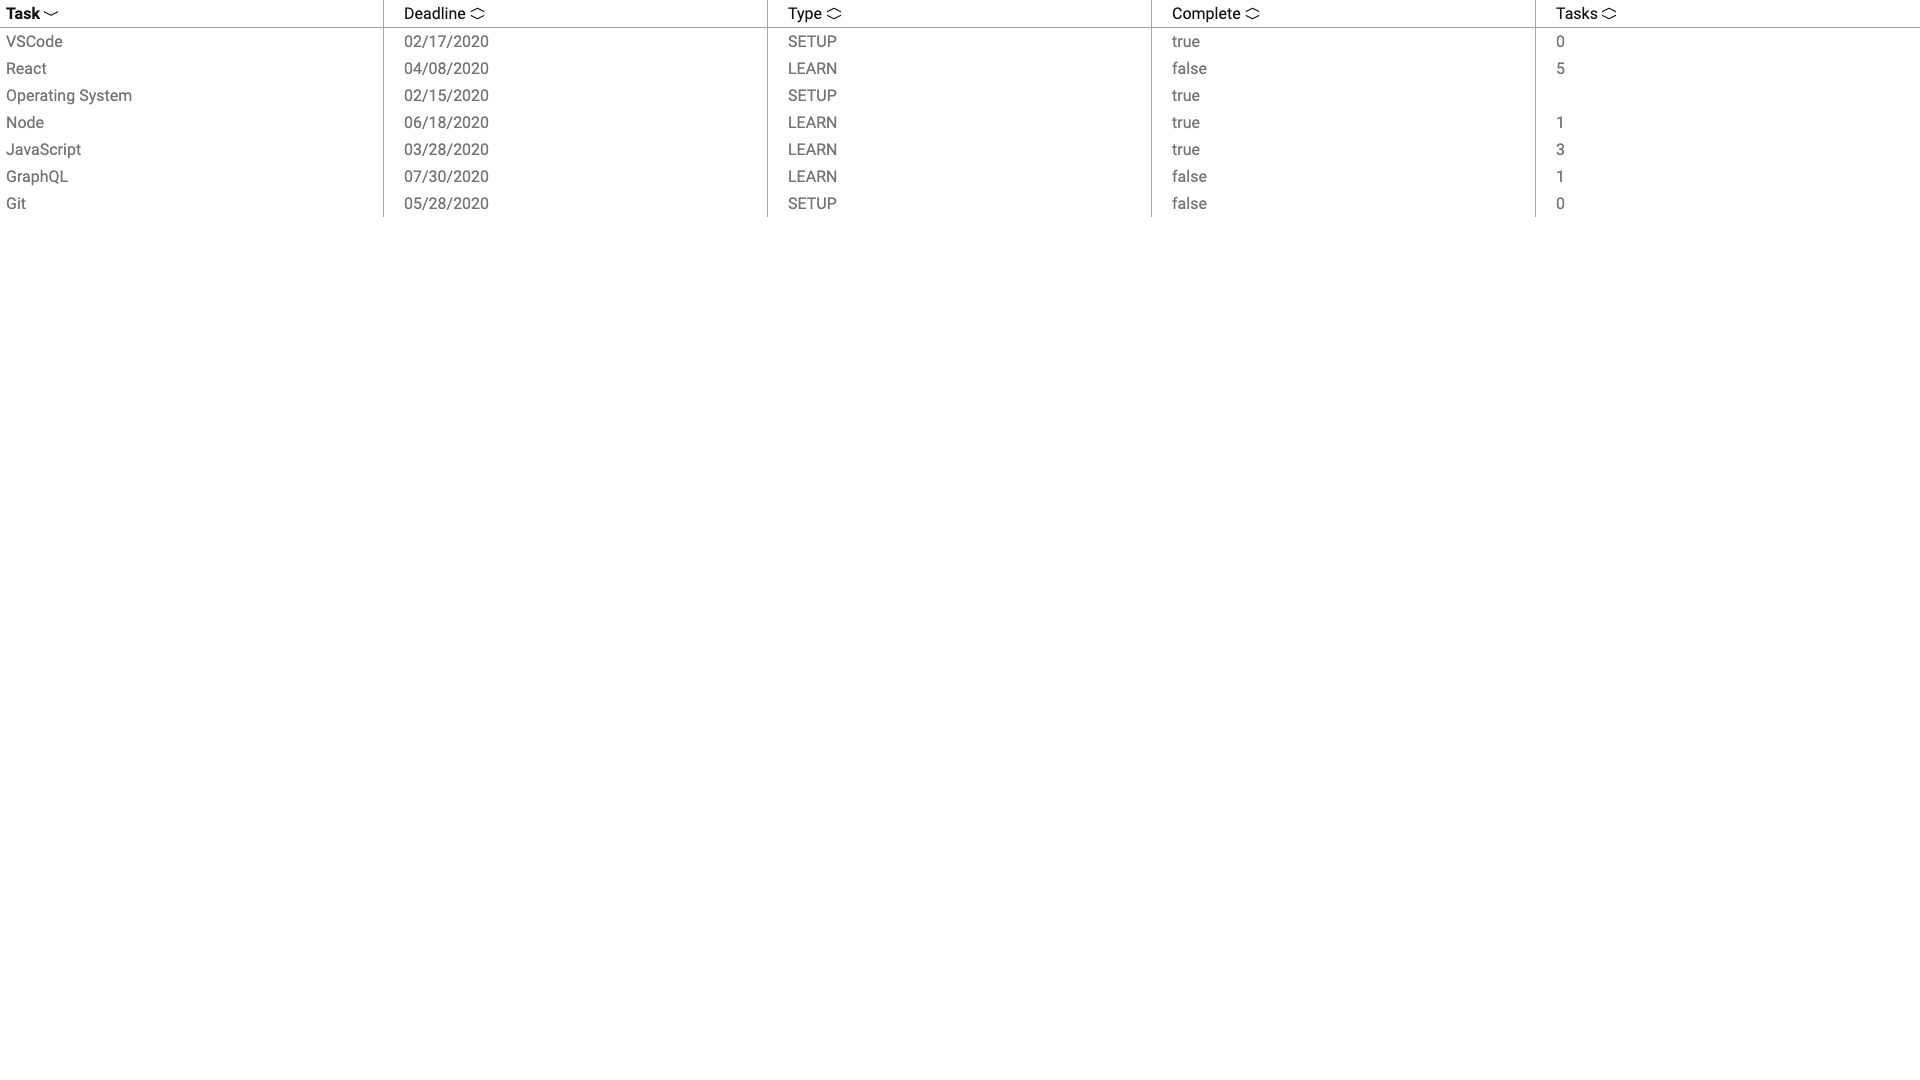 Task Deadline Type Complete Tasks
VSCode 02/17/2020 SETUP true 0
React 04/08/2020 LEARN false 5
Operating System 02/15/2020 SETUP true
Node 06/18/2020 LEARN true 1
JavaScript 03/28/2020 LEARN true 3
GraphQL 07/30/2020 LEARN false 1
Git 05/28/2020 SETUP false 0